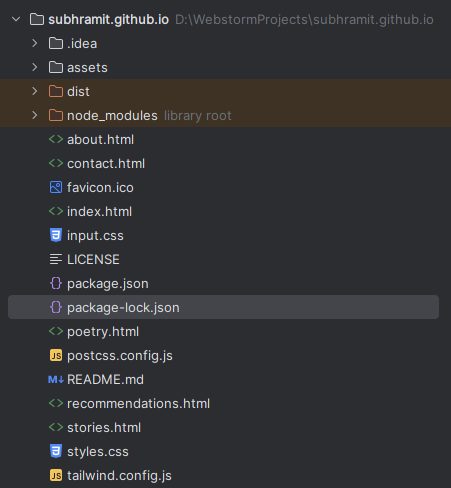 subhramit.github.io D:\WebstormProjects\subhramit.github.io
.idea
assets
dist
node_modules library root
about.html
contact.html
favicon.ico
index.html
input.css
LICENSE
package.json
package-lock.json
poetry.html
JS postcss.config.js
M↓ README.md
recommendations.html
stories.html
styles.css
JS tailwind.config.js